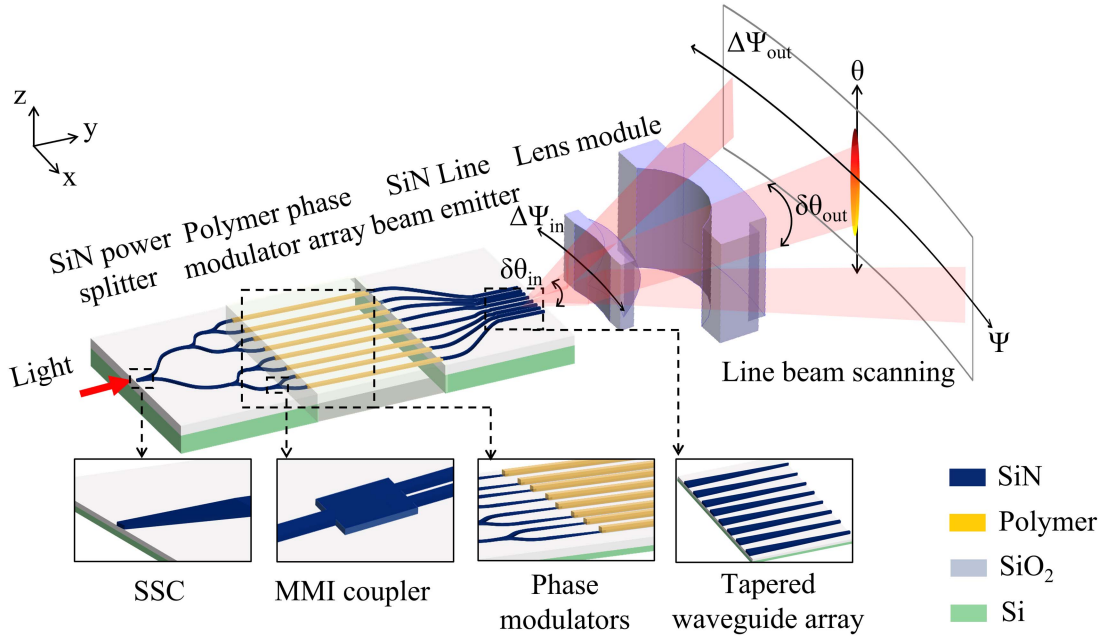 z
y
x
SiN power
splitter
Polymer phase
modulator array
SiN Line
beam emitter
Lens module
ΔΨin
δθin
ΔΨout
θ
δθout
Ψ
Light
Line beam scanning
SSC
MMI coupler
Phase
modulators
Tapered
waveguide array
SiN
Polymer
SiO2
Si